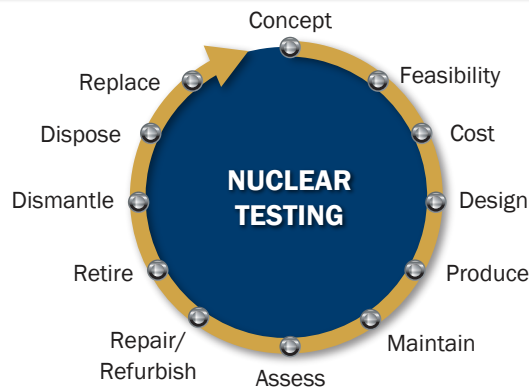 Concept
Feasibility
Cost
Design
Produce
Maintain
Assess
Repair/
Refurbish
Retire
Dismantle
Dispose
Replace
NUCLEAR
TESTING